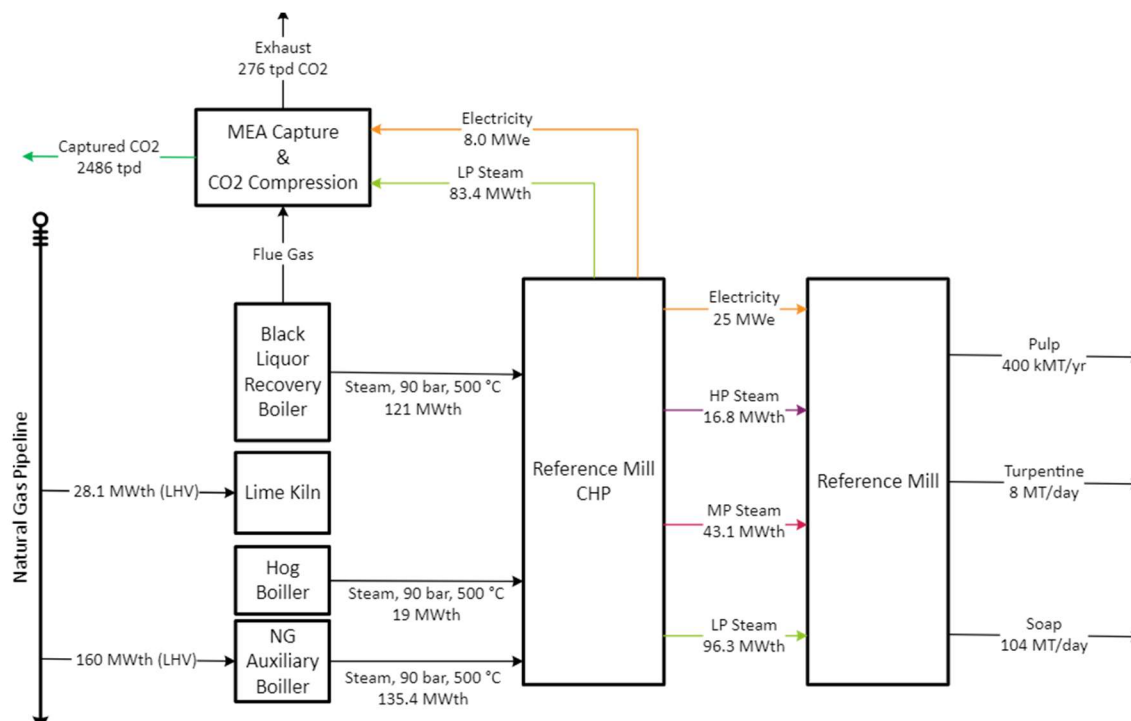 Exhaust
276 tpd CO2
MEA Capture
&
CO2 Compression
Captured CO2
2486 tpd
Electricity
8.0 MWe
LP Steam
83.4 MWth
Flue Gas
Natural Gas Pipeline
Black
Liquor
Recovery
Boiler
Steam, 90 bar, 500 °C
121 MWth
28.1 MWth (LHV)
Lime Kiln
Hog
Boiller
Steam, 90 bar, 500 °C
19 MWth
160 MWth (LHV)
NG
Auxiliary
Boiller
Steam, 90 bar, 500 °C
135.4 MWth
Reference Mill
CHP
Electricity
25 MWe
HP Steam
16.8 MWth
MP Steam
43.1 MWth
LP Steam
96.3 MWth
Reference Mill
Pulp
400 kMT/yr
Turpentine
8 MT/day
Soap
104 MT/day